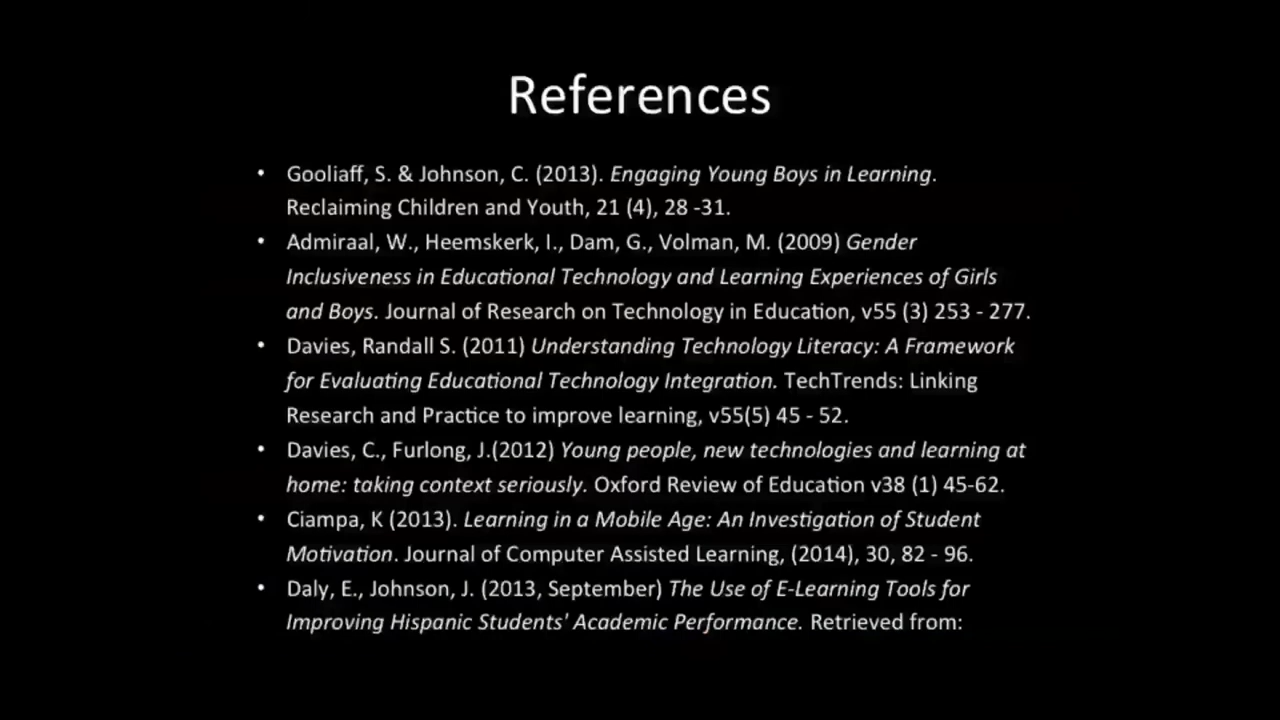 References
• Gooliaff, S. & Johnson, C. (2013). Engaging Young Boys in Learning.
Reclaiming Children and Youth, 21 (4), 28 -31.
• Admiraal, W., Heemskerk, I., Dam, G., Volman, M. (2009) Gender
Inclusiveness in Educational Technology and Learning Experiences of Girls
and Boys. Journal of Research on Technology in Education, v55 (3) 253 - 277.
• Davies, Randall S. (2011) Understanding Technology Literacy: A Framework
for Evaluating Educational Technology Integration. TechTrends: Linking
Research and Practice to improve learning, v55(5) 45 - 52.
• Davies, C., Furlong, J.(2012) Young people, new technologies and learning at
home: taking context seriously. Oxford Review of Education v38 (1) 45-62.
• Ciampa, K (2013). Learning in a Mobile Age: An Investigation of Student
Motivation. Journal of Computer Assisted Learning, (2014), 30, 82 - 96.
• Daly, E., Johnson, J. (2013, September) The Use of E-Learning Tools for
Improving Hispanic Students' Academic Performance. Retrieved from: